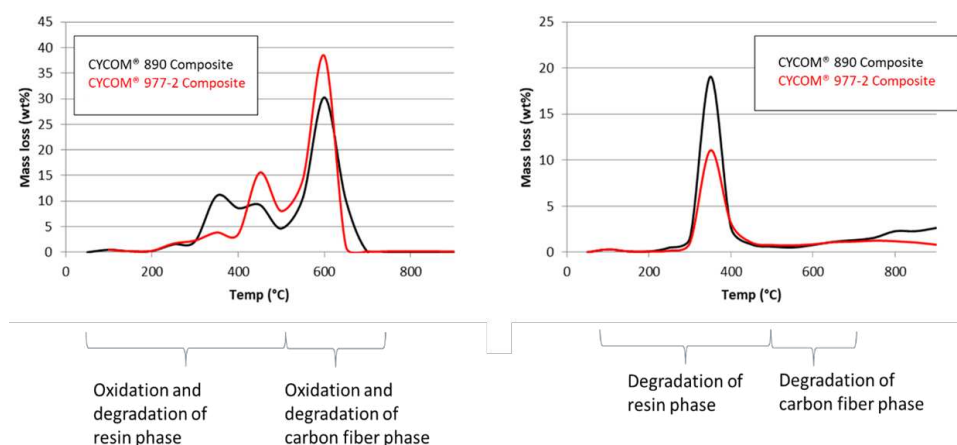 45
40
35
30
25
20
15
10
5
0
Mass loss (wt%)
CYCOM® 890 Composite
CYCOM® 977-2 Composite
0 200 400 600 800
Temp (°C)
25
20
15
10
5
0
Mass loss (wt%)
CYCOM® 890 Composite
CYCOM® 977-2 Composite
0 200 400 600 800
Temp (°C)
Oxidation and
degradation of
resin phase
Oxidation and
degradation of
carbon fiber phase
Degradation of
resin phase
Degradation of
carbon fiber phase